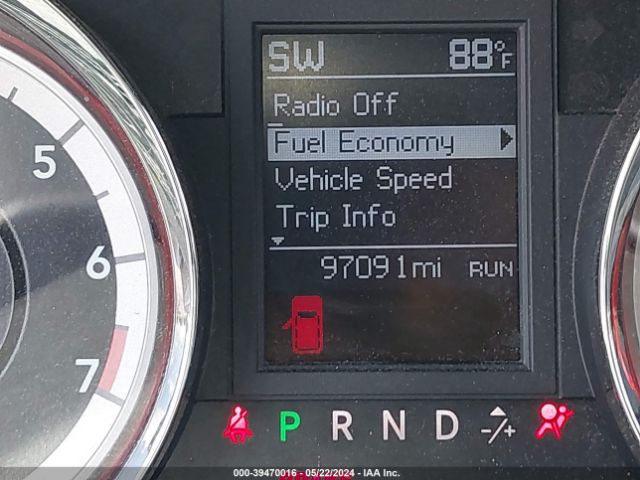 SW 88°F
Radio Off
Fuel Economy
Vehicle Speed
Trip Info
97091mi RUN
5
6
7
P R N D -/+
000-39470016 - 05/22/2024 - IAA Inc.